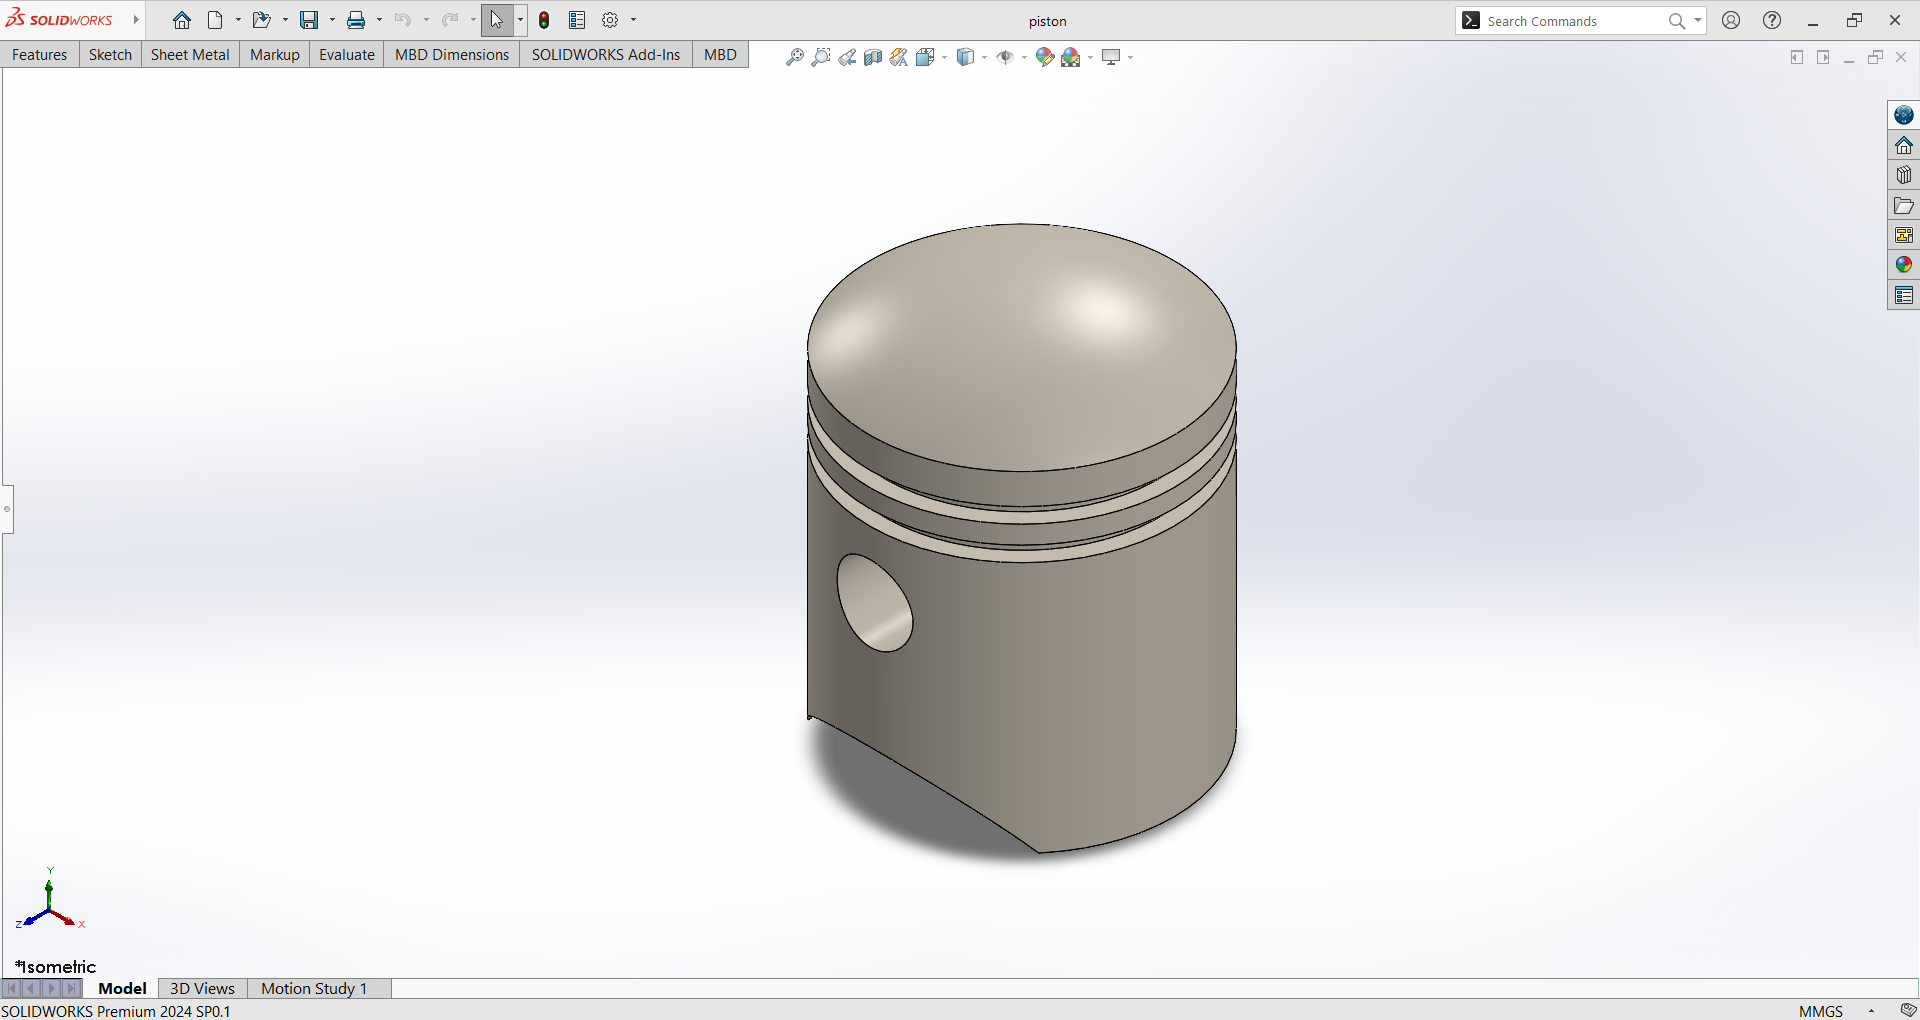 SOLIDWORKS
piston
Search Commands
Features Sketch Sheet Metal Markup Evaluate MBD Dimensions SOLIDWORKS Add-Ins MBD
Y
Z X
*Isometric
Model 3D Views Motion Study 1
SOLIDWORKS Premium 2024 SP0.1 MMGS